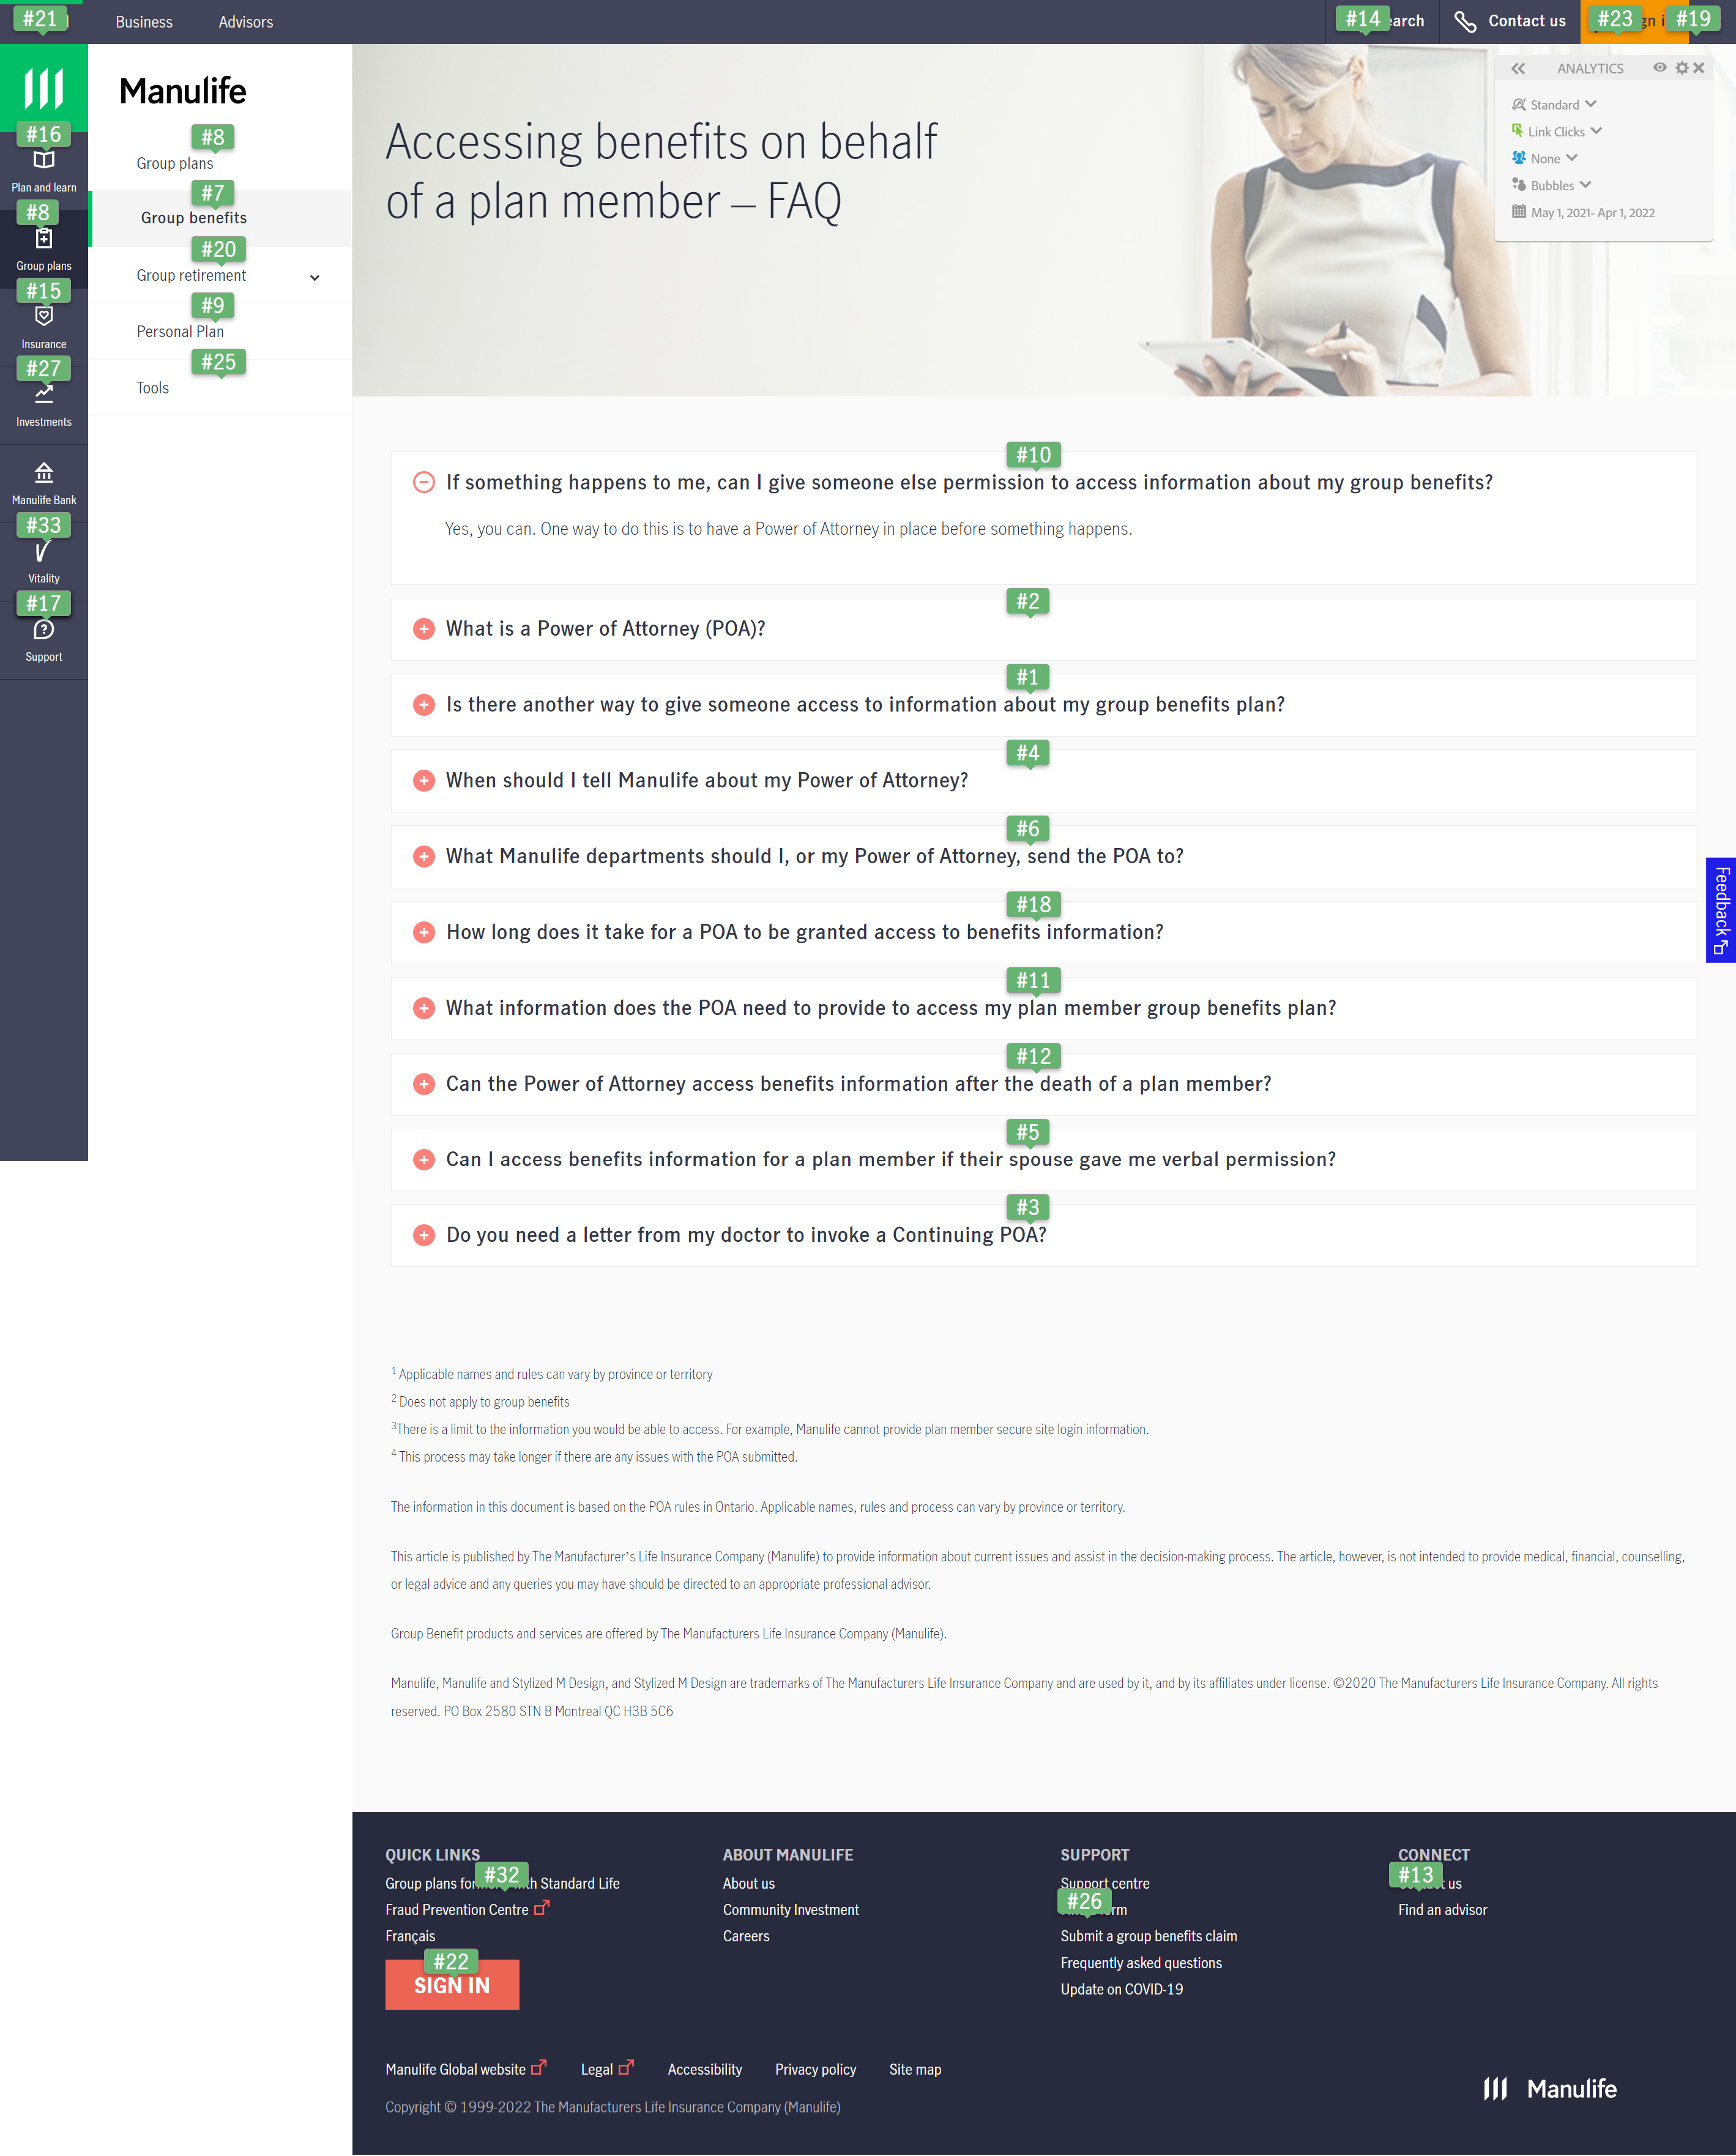 #21
Business
Advisors
#14
earch
Contact us
#23
gn i
#19
Manulife
#16
Plan and learn
#8
Group plans
#15
Insurance
#27
Investments
Manulife Bank
#33
Vitality
#17
Support
#8
Group plans
#7
Group benefits
#20
Group retirement
#9
Personal Plan
#25
Tools
Accessing benefits on behalf
of a plan member – FAQ
ANALYTICS
Standard
Link Clicks
None
Bubbles
May 1, 2021- Apr 1, 2022
#10
If something happens to me, can I give someone else permission to access information about my group benefits?
Yes, you can. One way to do this is to have a Power of Attorney in place before something happens.
#2
What is a Power of Attorney (POA)?
#1
Is there another way to give someone access to information about my group benefits plan?
#4
When should I tell Manulife about my Power of Attorney?
#6
What Manulife departments should I, or my Power of Attorney, send the POA to?
#18
How long does it take for a POA to be granted access to benefits information?
#11
What information does the POA need to provide to access my plan member group benefits plan?
#12
Can the Power of Attorney access benefits information after the death of a plan member?
#5
Can I access benefits information for a plan member if their spouse gave me verbal permission?
#3
Do you need a letter from my doctor to invoke a Continuing POA?
Feedback
1 Applicable names and rules can vary by province or territory
2 Does not apply to group benefits
3There is a limit to the information you would be able to access. For example, Manulife cannot provide plan member secure site login information.
4 This process may take longer if there are any issues with the POA submitted.
The information in this document is based on the POA rules in Ontario. Applicable names, rules and process can vary by province or territory.
This article is published by The Manufacturer's Life Insurance Company (Manulife) to provide information about current issues and assist in the decision-making process. The article, however, is not intended to provide medical, financial, counselling,
or legal advice and any queries you may have should be directed to an appropriate professional advisor.
Group Benefit products and services are offered by The Manufacturers Life Insurance Company (Manulife).
Manulife, Manulife and Stylized M Design, and Stylized M Design are trademarks of The Manufacturers Life Insurance Company and are used by it, and by its affiliates under license. ©2020 The Manufacturers Life Insurance Company. All rights
reserved. PO Box 2580 STN B Montreal QC H3B 5C6
QUICK LINKS
#32
Group plans for with Standard Life
Fraud Prevention Centre
Français
#22
SIGN IN
ABOUT MANULIFE
About us
Community Investment
Careers
SUPPORT
Support centre
#26
rm
Submit a group benefits claim
Frequently asked questions
Update on COVID-19
CONNECT
#13
us
Find an advisor
Manulife Global website
Legal
Accessibility
Privacy policy
Site map
Manulife
Copyright © 1999-2022 The Manufacturers Life Insurance Company (Manulife)